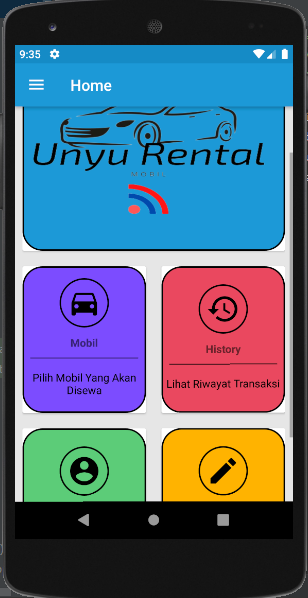 9:35
Home
Unyu Rental
MOBIL
Mobil
Pilih Mobil Yang Akan
Disewa
History
Lihat Riwayat Transaksi